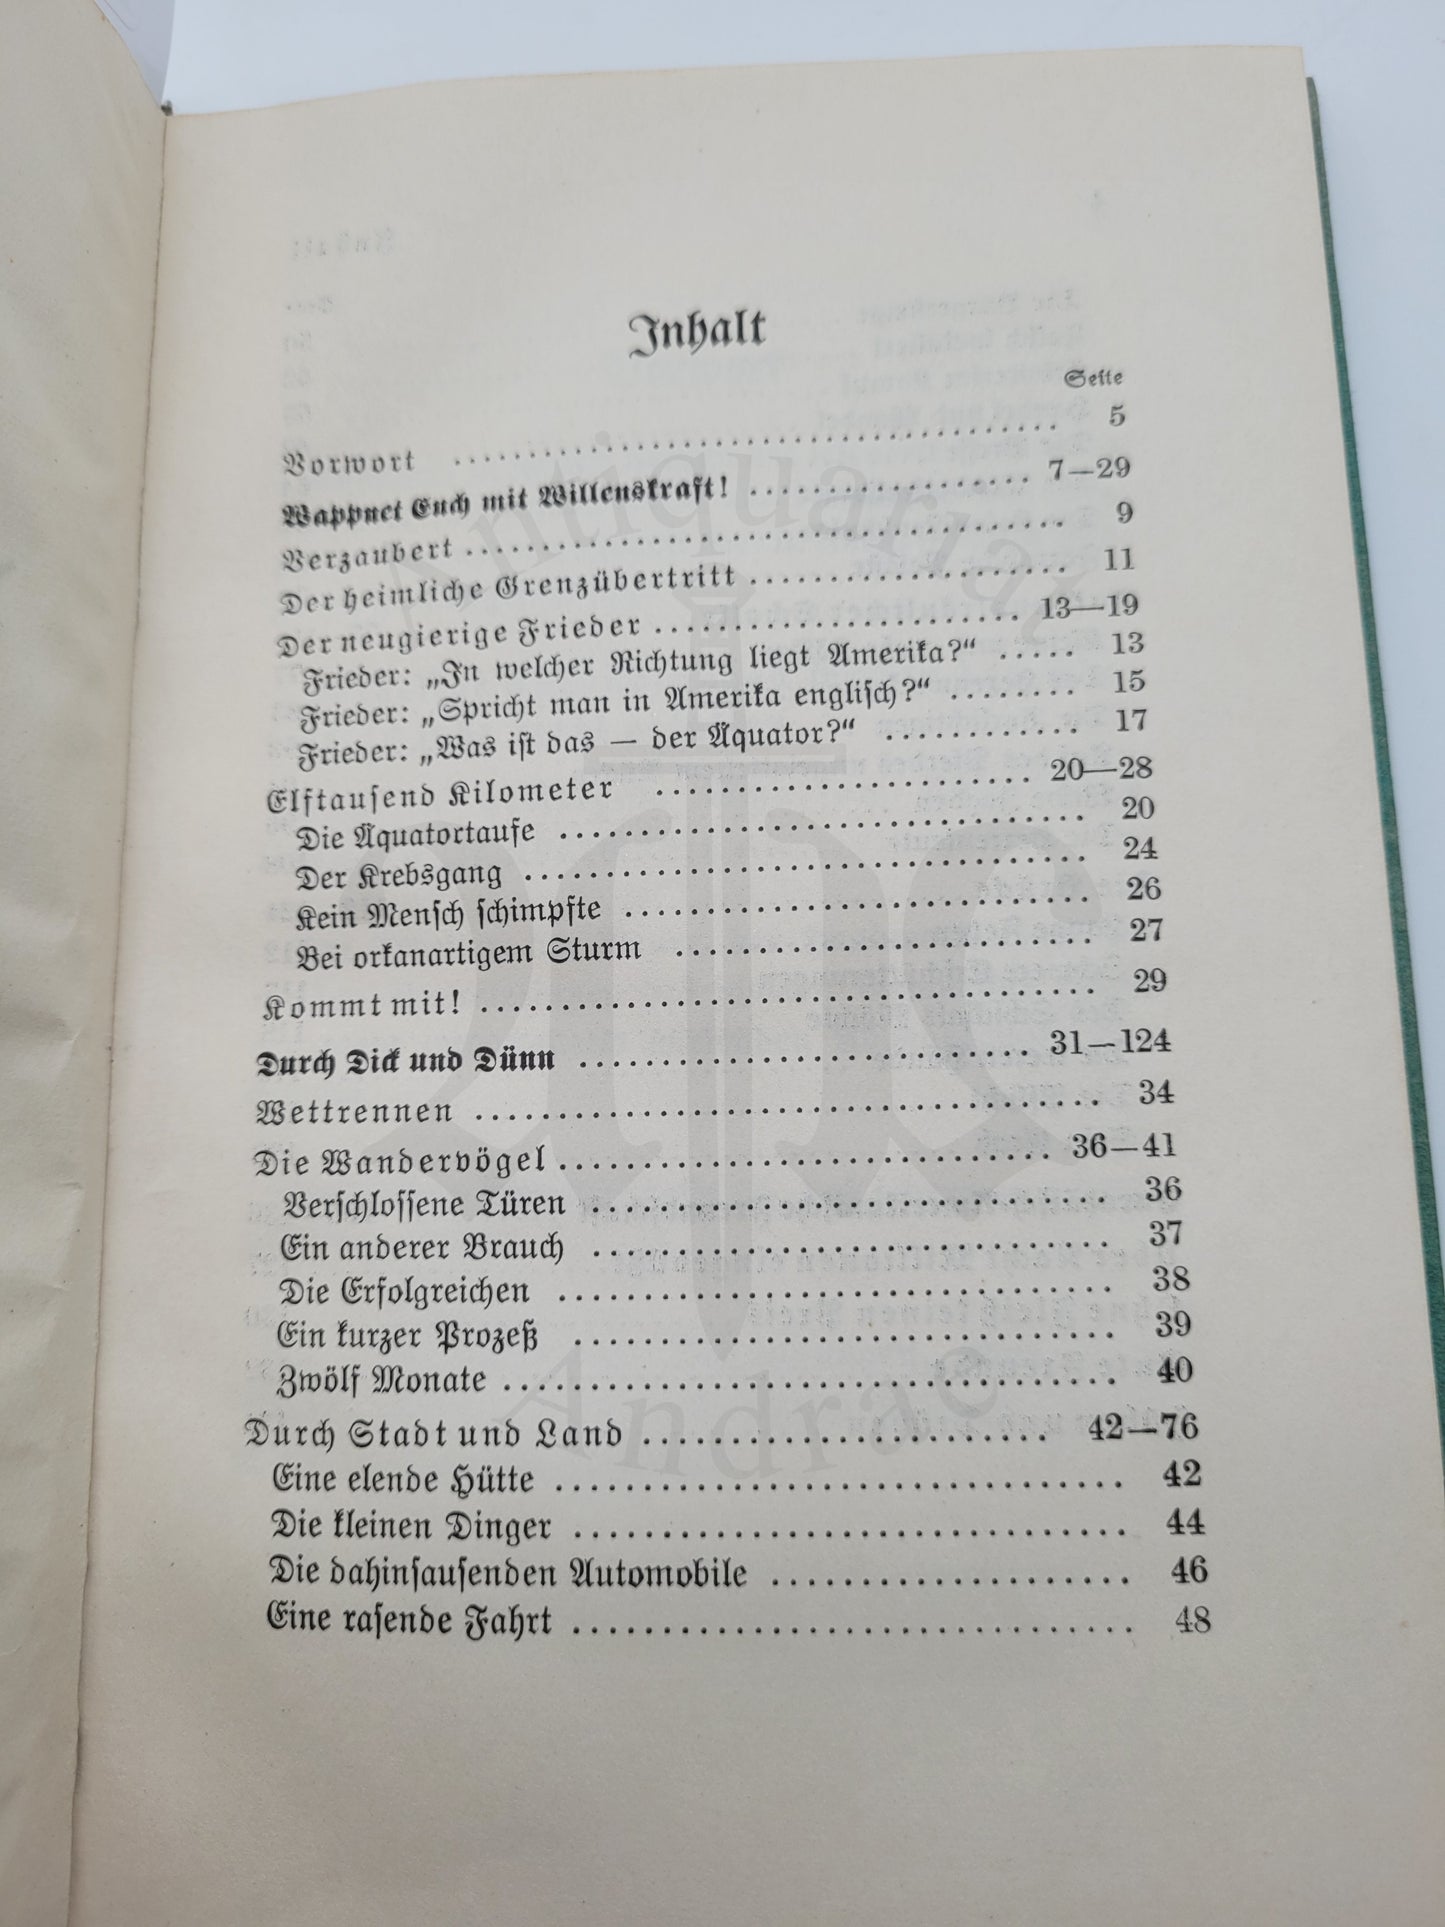 Inhalt
Seite
Vorwort .................................... 5
Wappnet Euch mit Willenskraft! .................. 7—29
Verzaubert .................................... 9
Der heimliche Grenzübertritt .................... 11
Der neugierige Frieder ........................ 13—19
Frieder: „In welcher Richtung liegt Amerika?“ ..... 13
Frieder: „Spricht man in Amerika englisch?“ ........ 15
Frieder: „Was ist das — der Äquator?“ ............ 17
Elftausend Kilometer ........................ 20—28
Die Äquatortaufe .............................. 20
Der Krebsgang ................................ 24
Kein Mensch schimpfte .......................... 26
Bei orkanartigem Sturm ........................ 27
Kommt mit! .................................... 29
Durch Dick und Dünn .......................... 31—124
Wettrennen .................................... 34
Die Wandervögel .............................. 36—41
Verschlossene Türen ............................ 36
Ein anderer Brauch ............................ 37
Die Erfolgreichen .............................. 38
Ein kurzer Prozeß .............................. 39
Zwölf Monate .................................. 40
Durch Stadt und Land ........................ 42—76
Eine elende Hütte .............................. 42
Die kleinen Dinger .............................. 44
Die dahinsausenden Automobile .................... 46
Eine rasende Fahrt .............................. 48
Antiquariat
Andrae